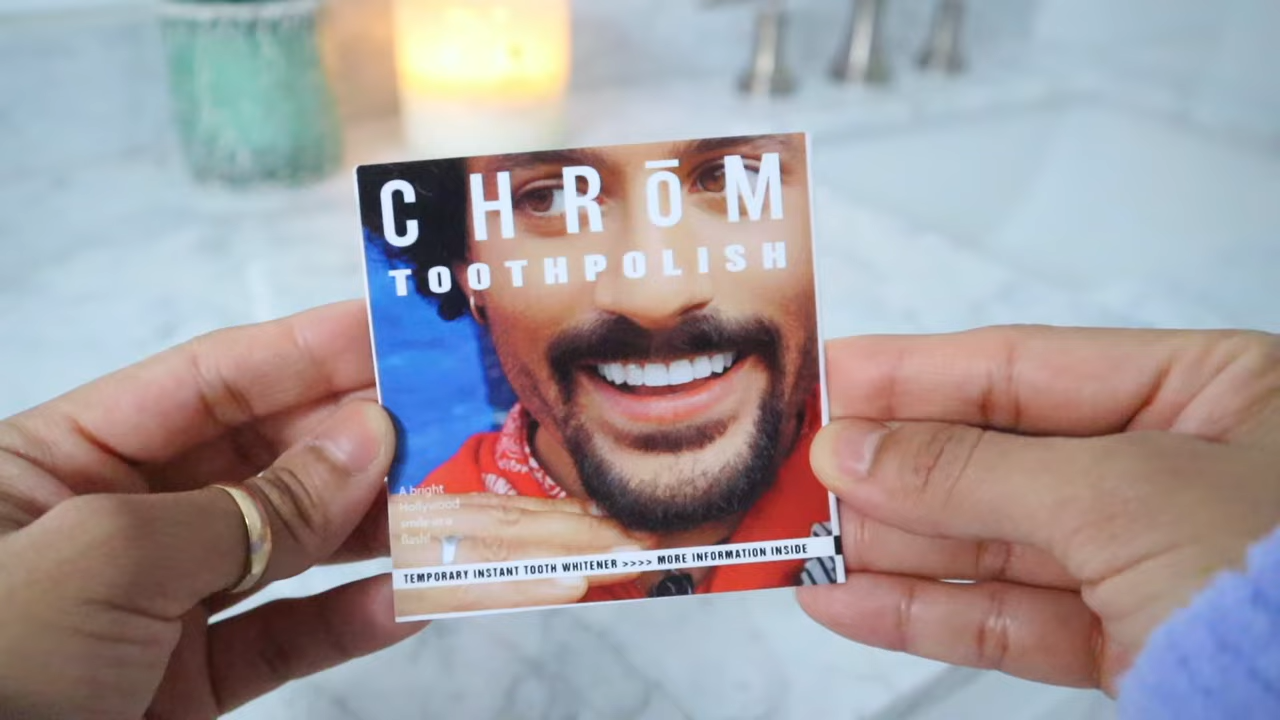 CHRŌM
TOOTHPOLISH
A bright
Hollywood
smile in a
flash!
TEMPORARY INSTANT TOOTH WHITENER >>>> MORE INFORMATION INSIDE